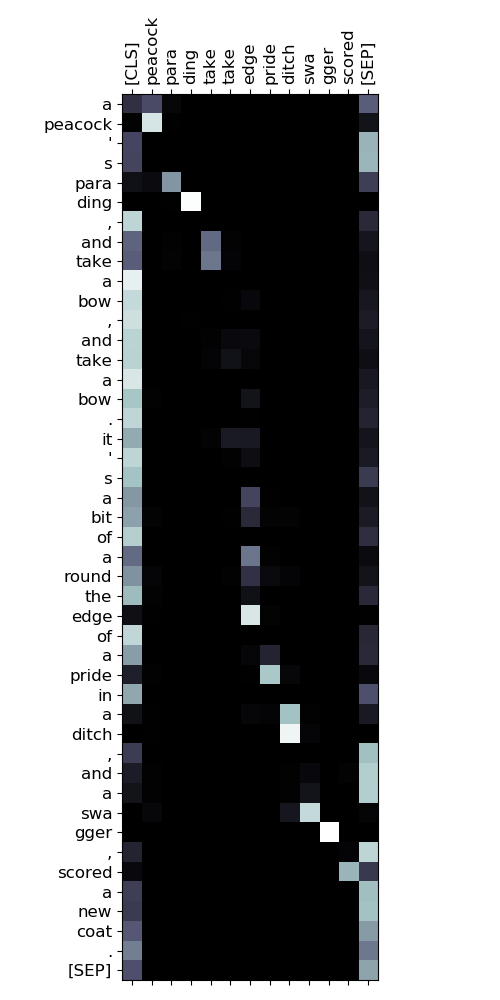 [CLS]
peacock
para
ding
take
take
edge
pride
ditch
swa
gger
scored
[SEP]
a
peacock
'
s
para
ding
,
and
take
a
bow
,
and
take
a
bow
.
it
'
s
a
bit
of
a
round
the
edge
of
a
pride
in
a
ditch
,
and
a
swa
gger
,
scored
a
new
coat
.
[SEP]